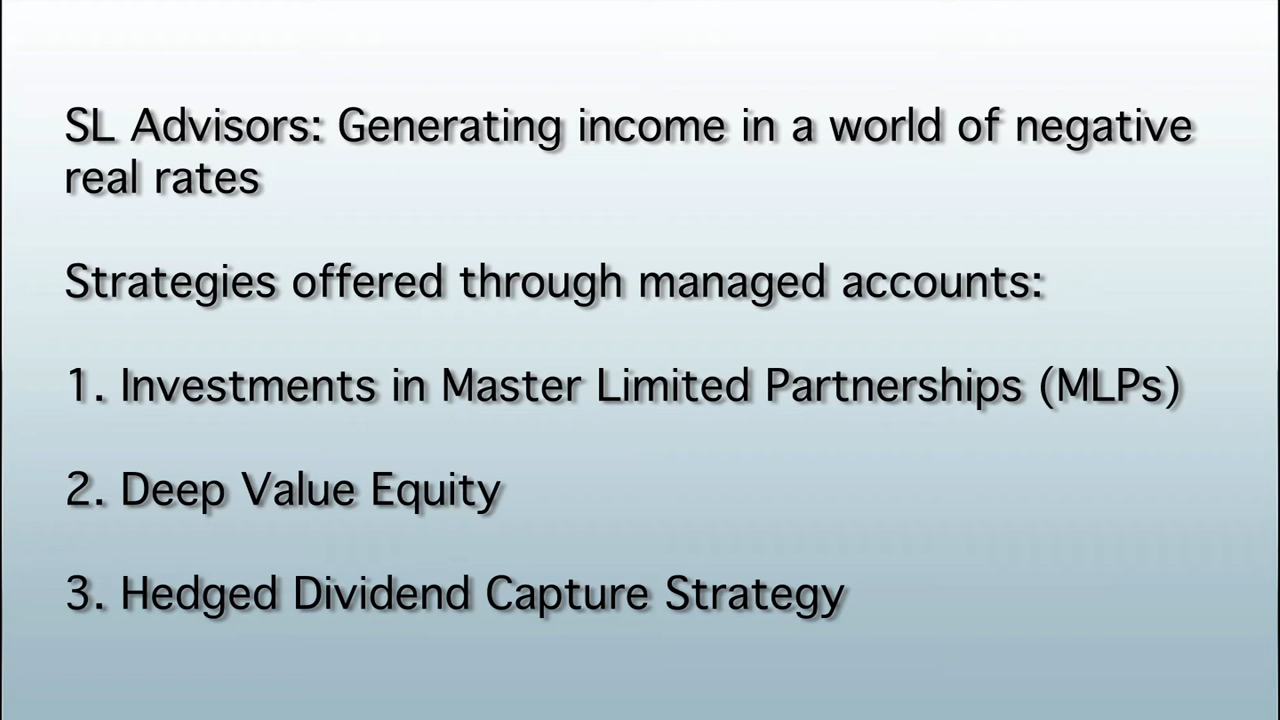 SL Advisors: Generating income in a world of negative
real rates
Strategies offered through managed accounts:
1. Investments in Master Limited Partnerships (MLPs)
2. Deep Value Equity
3. Hedged Dividend Capture Strategy